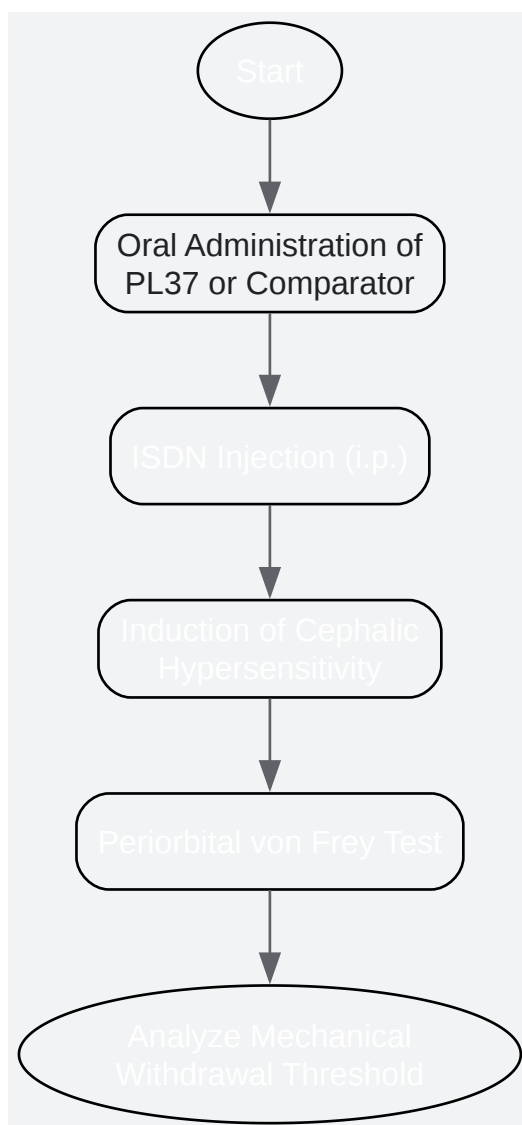 Start
Oral Administration of
PL37 or Comparator
ISDN Injection (i.p.)
Induction of Cephalic
Hypersensitivity
Periorbital von Frey Test
Analyze Mechanical
Withdrawal Threshold